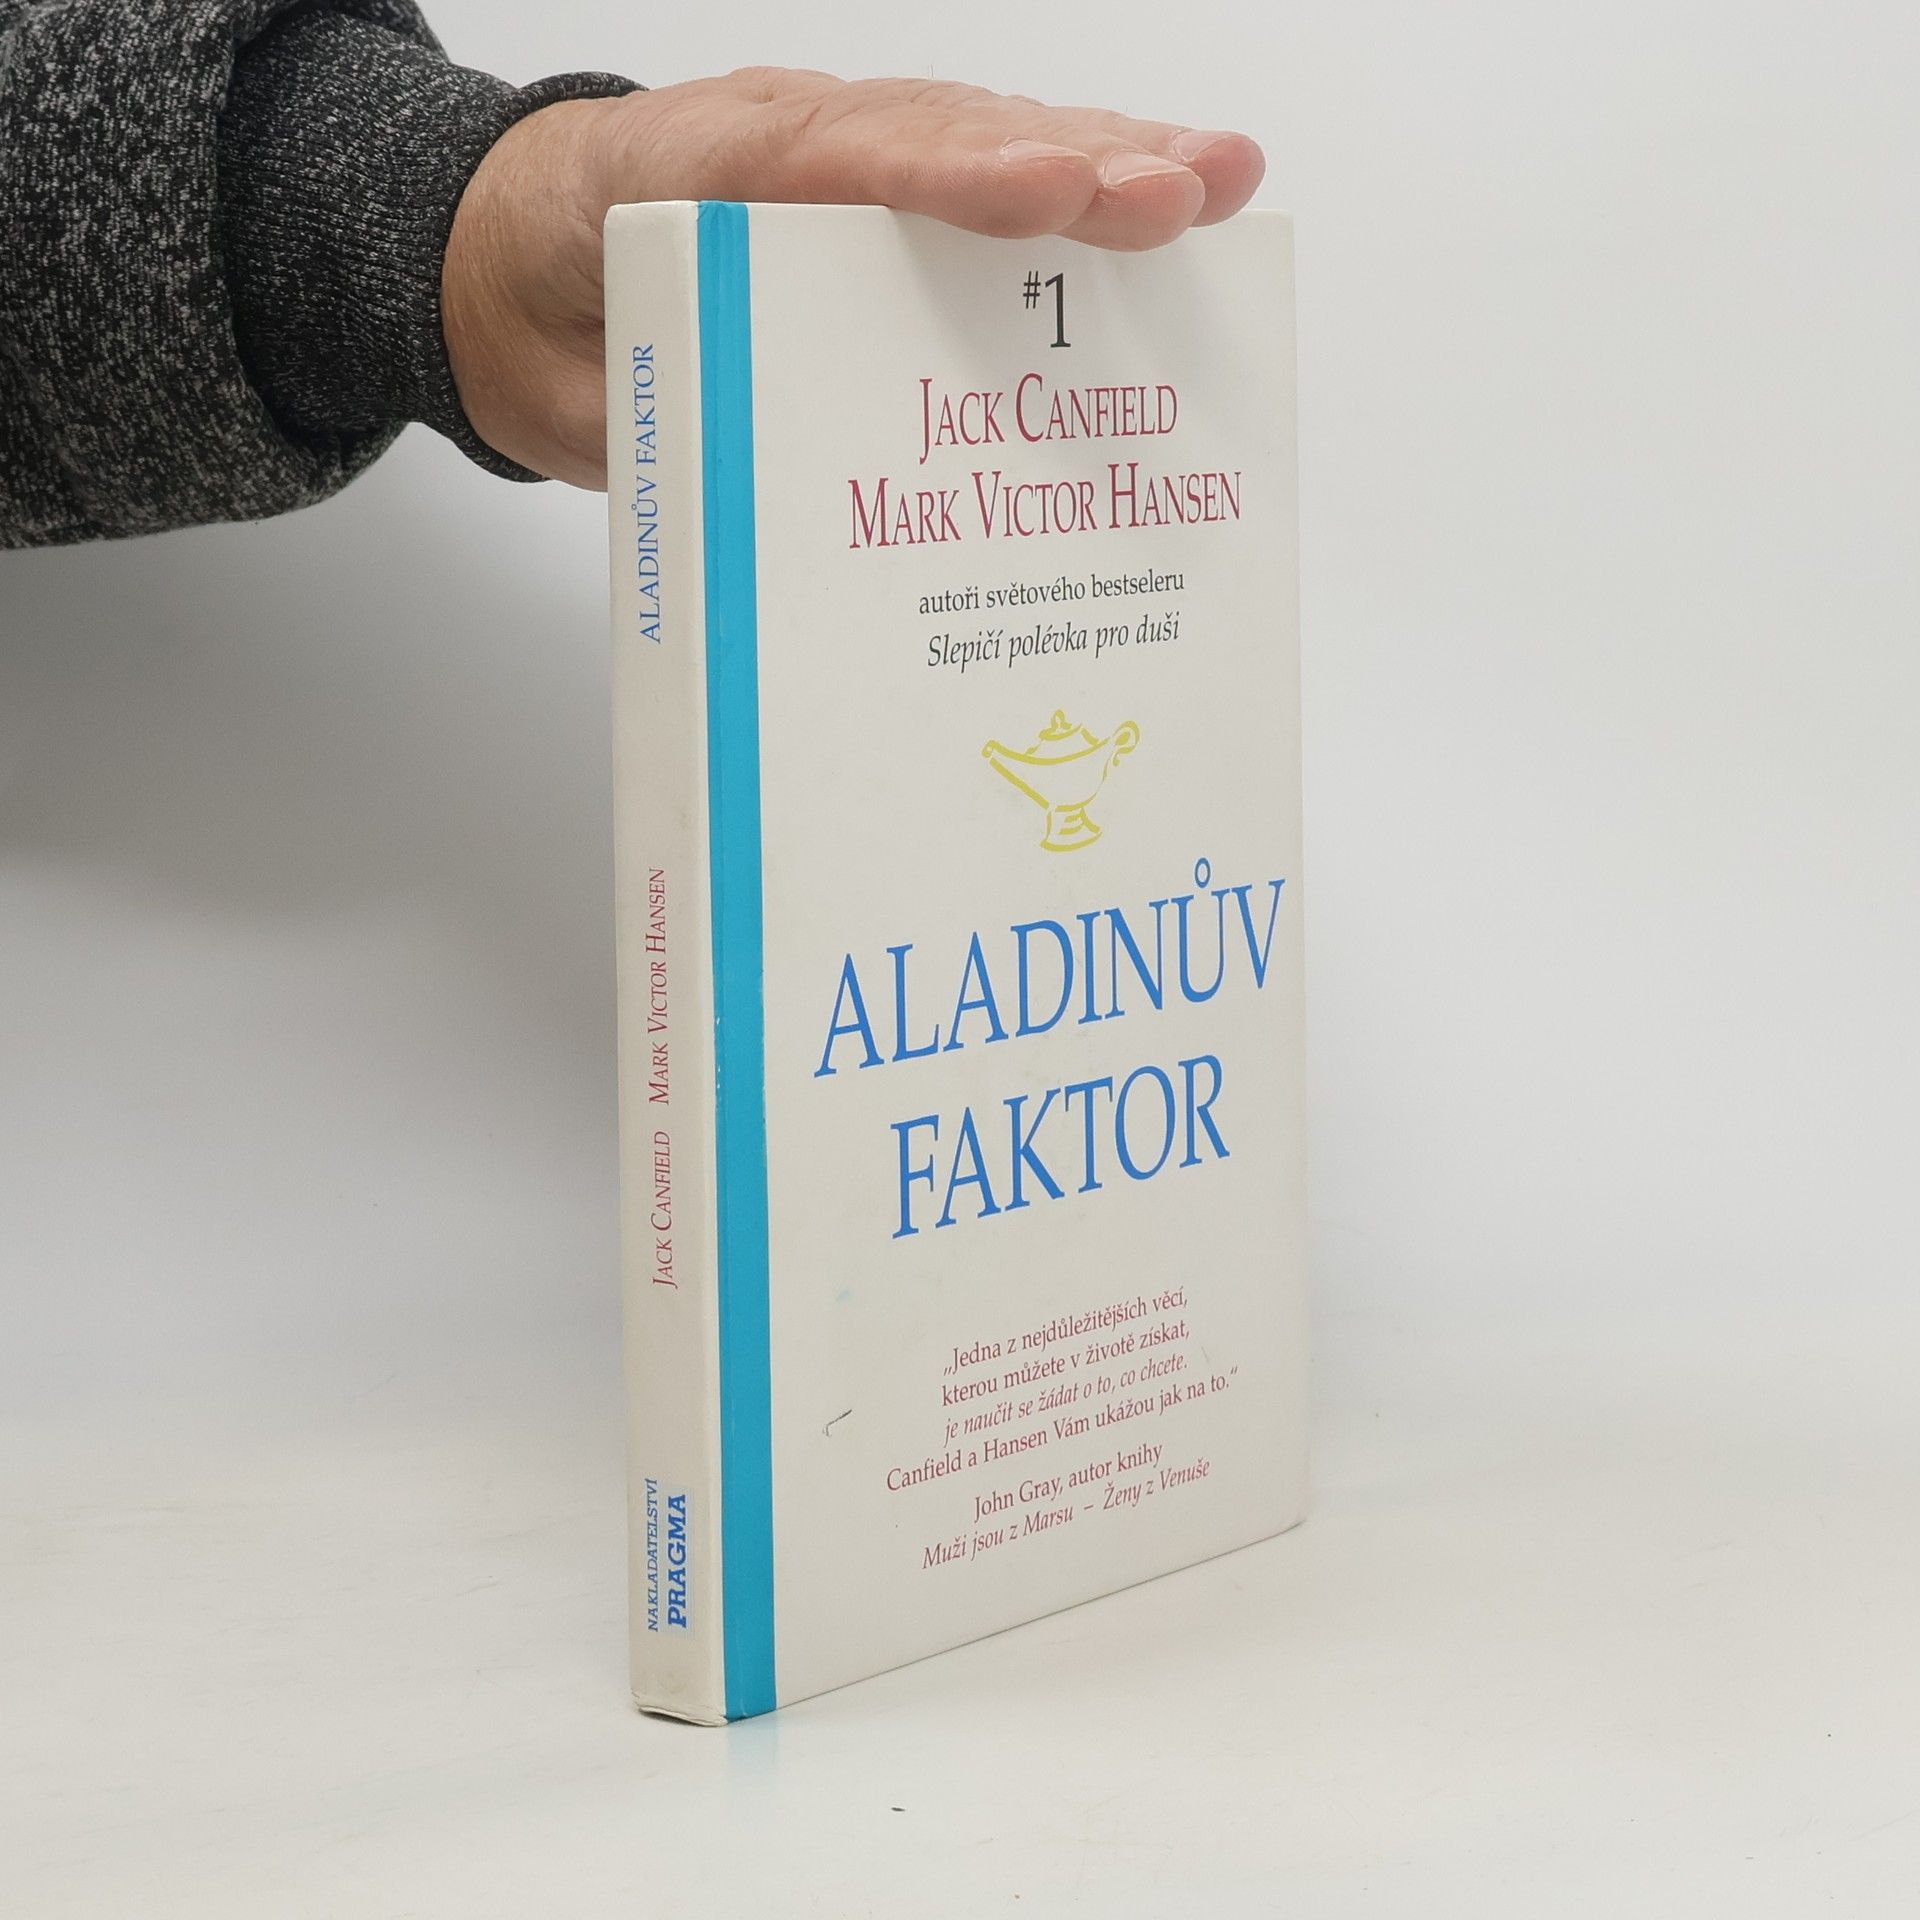 #1
JACK CANFIELD
MARK VICTOR HANSEN
autoři světového bestseleru
Slepičí polévka pro duši
ALADINŮV
FAKTOR
„Jedna z nejdůležitějších věcí,
kterou můžete v životě získat,
je naučit se žádat o to, co chcete.
Canfield a Hansen Vám ukážou jak na to.“
John Gray, autor knihy
Muži jsou z Marsu – Ženy z Venuše
ALADINŮV FAKTOR
JACK CANFIELD MARK VICTOR HANSEN
NAKLADATELSTVÍ
PRAGMA